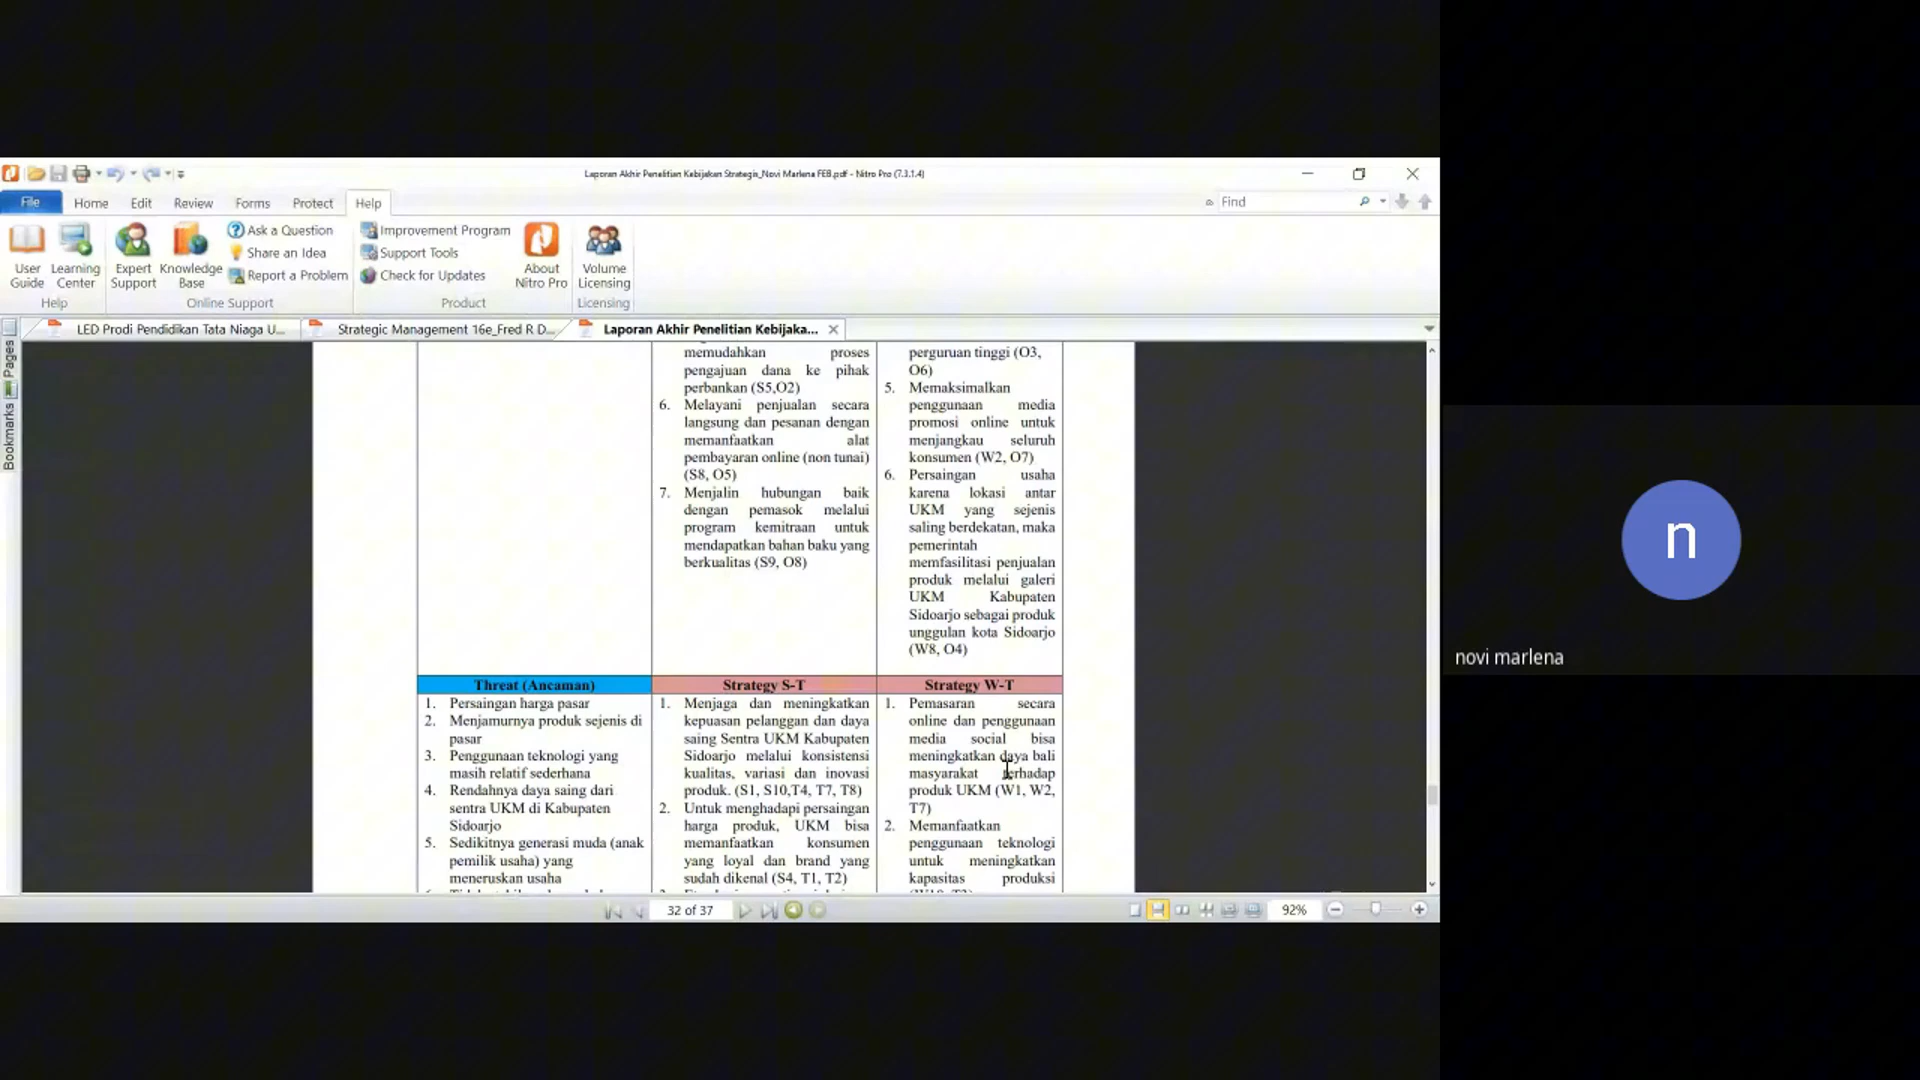 Laporan Akhir Penelitian Kebijakan Strategis_Novi Marlena FEB.pdf - Nitro Pro (7.3.1.4)
File Home Edit Review Forms Protect Help
Find
User Guide
Learning Center
Help
Expert Support
Knowledge Base
Ask a Question
Share an Idea
Report a Problem
Online Support
Improvement Program
Support Tools
Check for Updates
Product
About Nitro Pro
Volume Licensing
Licensing
LED Prodi Pendidikan Tata Niaga U...
Strategic Management 16e_Fred R D...
Laporan Akhir Penelitian Kebijaka...
Pages
Bookmarks
memudahkan proses
pengajuan dana ke pihak
perbankan (S5,O2)
6. Melayani penjualan secara
langsung dan pesanan dengan
memanfaatkan alat
pembayaran online (non tunai)
(S8, O5)
7. Menjalin hubungan baik
dengan pemasok melalui
program kemitraan untuk
mendapatkan bahan baku yang
berkualitas (S9, O8)
perguruan tinggi (O3,
O6)
5. Memaksimalkan
penggunaan media
promosi online untuk
menjangkau seluruh
konsumen (W2, O7)
6. Persaingan usaha
karena lokasi antar
UKM yang sejenis
saling berdekatan, maka
pemerintah
memfasilitasi penjualan
produk melalui galeri
UKM Kabupaten
Sidoarjo sebagai produk
unggulan kota Sidoarjo
(W8, O4)
Threat (Ancaman)
1. Persaingan harga pasar
2. Menjamurnya produk sejenis di
pasar
3. Penggunaan teknologi yang
masih relatif sederhana
4. Rendahnya daya saing dari
sentra UKM di Kabupaten
Sidoarjo
5. Sedikitnya generasi muda (anak
pemilik usaha) yang
meneruskan usaha
Strategy S-T
1. Menjaga dan meningkatkan
kepuasan pelanggan dan daya
saing Sentra UKM Kabupaten
Sidoarjo melalui konsistensi
kualitas, variasi dan inovasi
produk. (S1, S10,T4, T7, T8)
2. Untuk menghadapi persaingan
harga produk, UKM bisa
memanfaatkan konsumen
yang loyal dan brand yang
sudah dikenal (S4, T1, T2)
Strategy W-T
1. Pemasaran secara
online dan penggunaan
media social bisa
meningkatkan daya bali
masyarakat terhadap
produk UKM (W1, W2,
T7)
2. Memanfaatkan
penggunaan teknologi
untuk meningkatkan
kapasitas produksi
32 of 37
92%
n
novi marlena